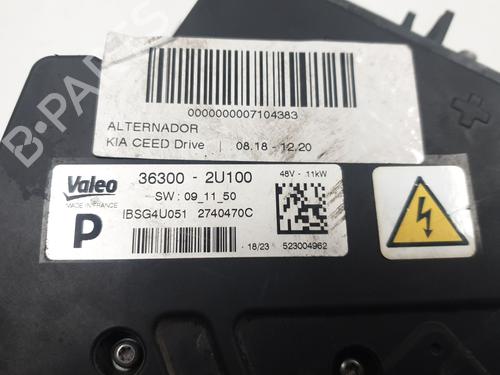 0000000007104383
ALTERNADOR
KIA CEED Drive | 08.18 - 12.20
Valeo
MADE IN FRANCE
P
36300 - 2U100
SW : 09_11_50
IBSG4U051 2740470C
48V - 11kW
18/23 523004962